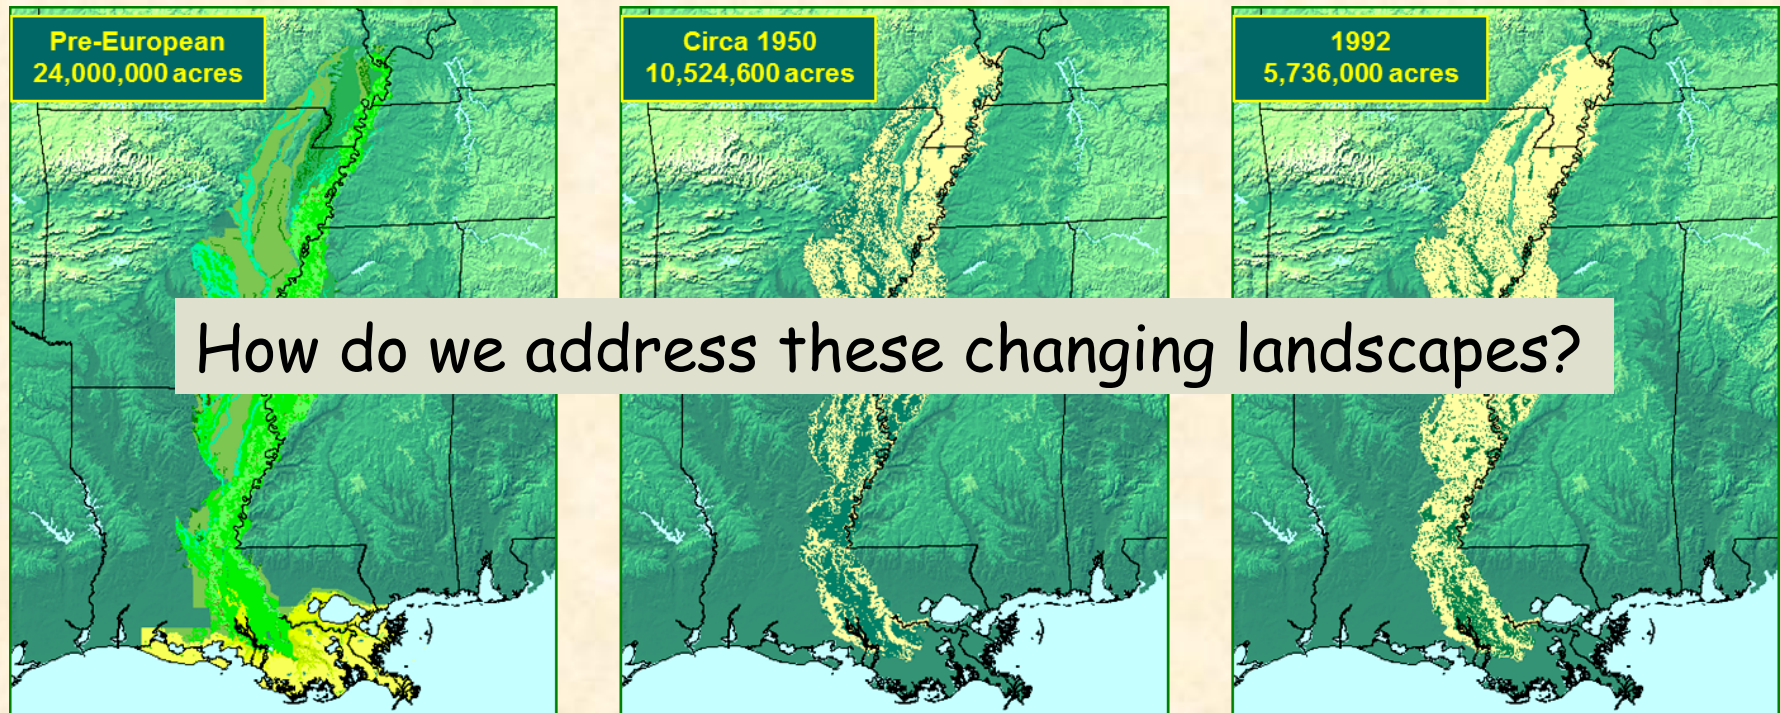 Pre-European
24,000,000 acres
Circa 1950
10,524,600 acres
1992
5,736,000 acres
How do we address these changing landscapes?